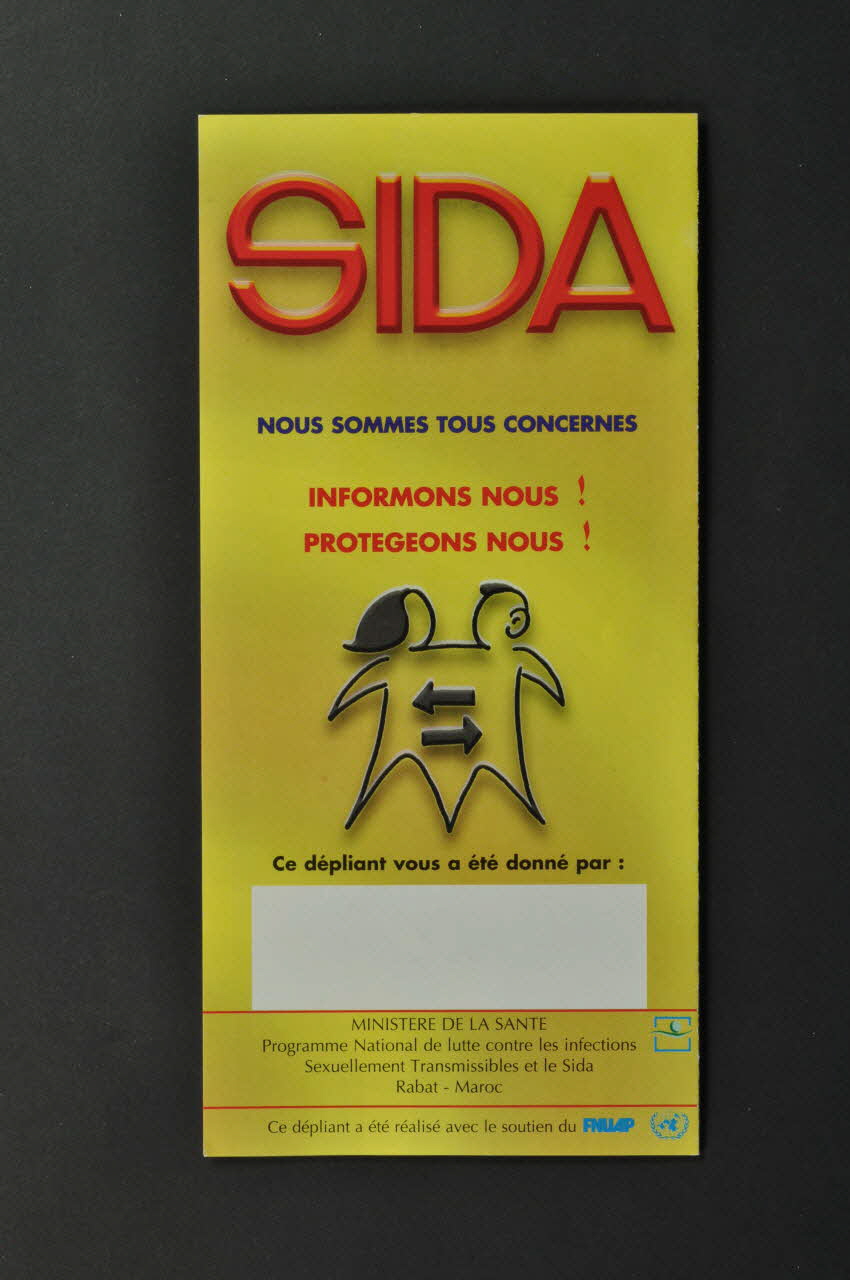 SIDA
NOUS SOMMES TOUS CONCERNES
INFORMONS NOUS !
PROTEGEONS NOUS !
Ce dépliant vous a été donné par :
MINISTERE DE LA SANTE
Programme National de lutte contre les infections
Sexuellement Transmissibles et le Sida
Rabat - Maroc
Ce dépliant a été réalisé avec le soutien du FNUAP